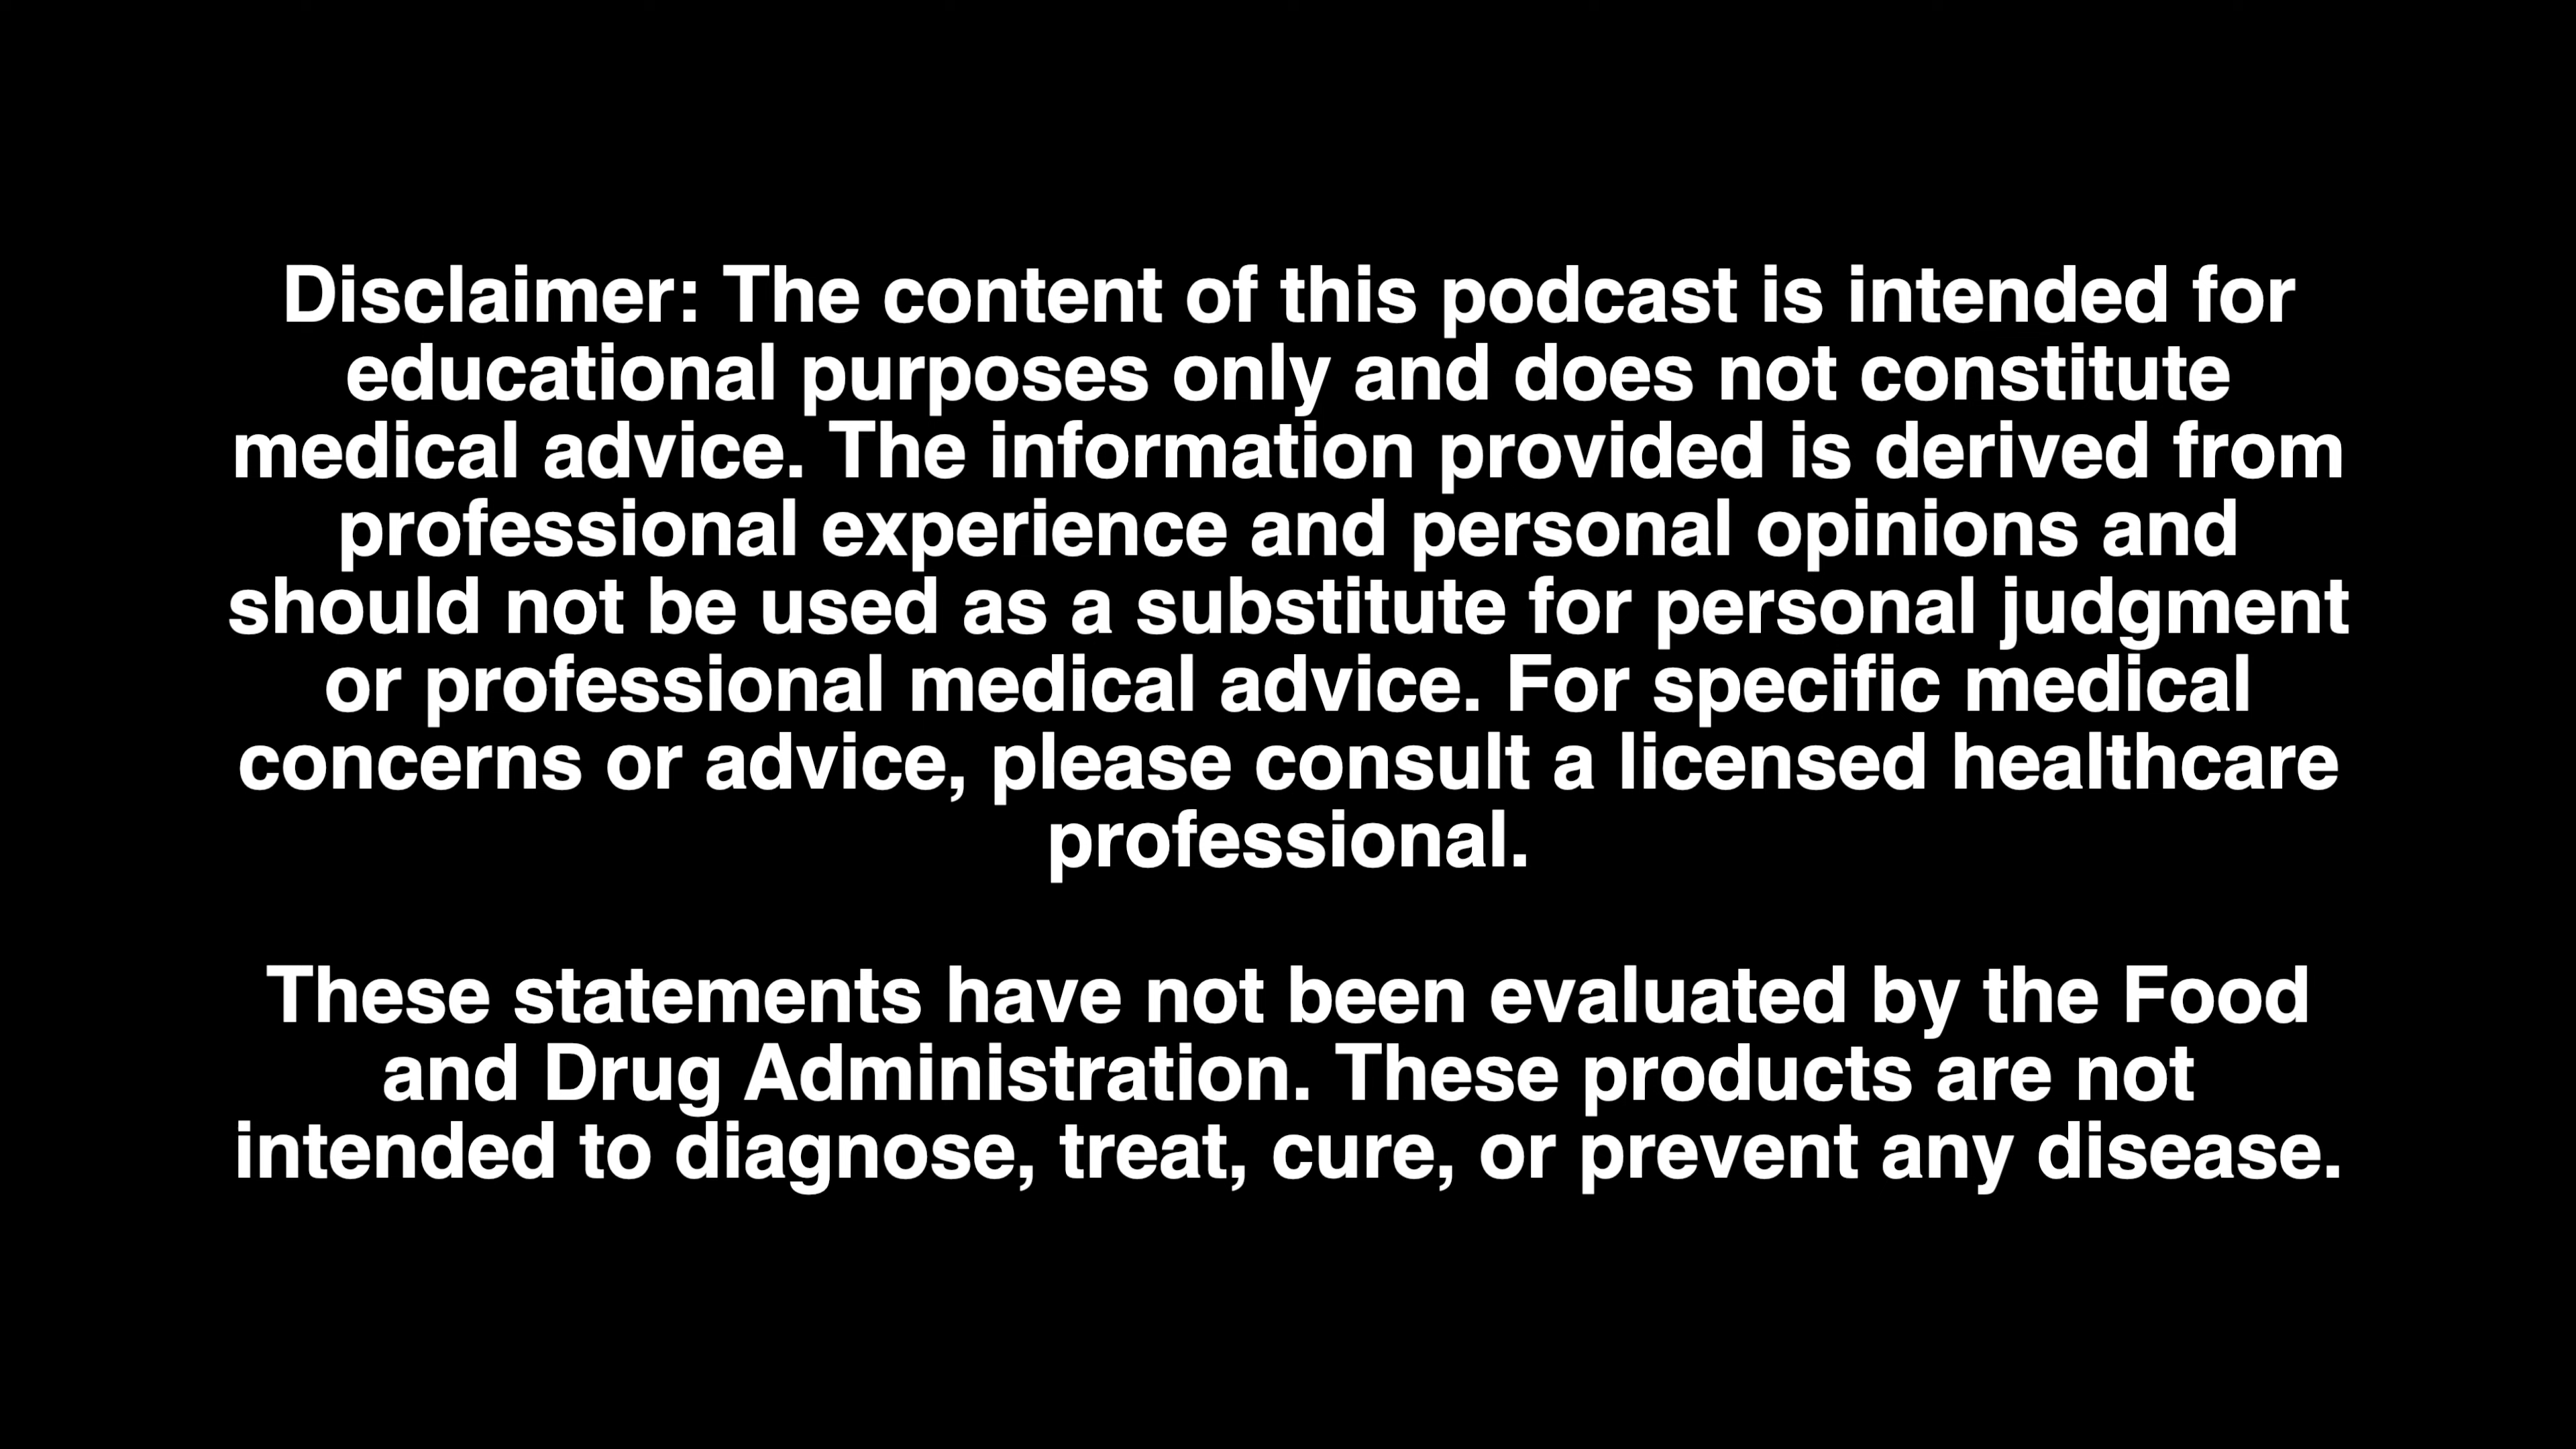 Disclaimer: The content of this podcast is intended for
educational purposes only and does not constitute
medical advice. The information provided is derived from
professional experience and personal opinions and
should not be used as a substitute for personal judgment
or professional medical advice. For specific medical
concerns or advice, please consult a licensed healthcare
professional.
These statements have not been evaluated by the Food
and Drug Administration. These products are not
intended to diagnose, treat, cure, or prevent any disease.